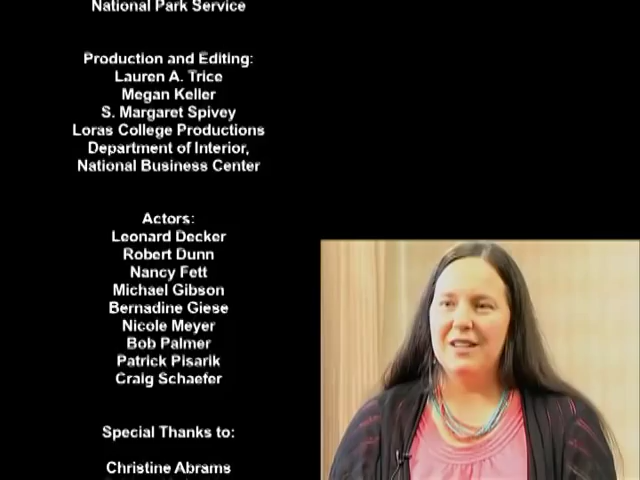 National Park Service
Production and Editing:
Lauren A. Trice
Megan Keller
S. Margaret Spivey
Loras College Productions
Department of Interior,
National Business Center
Actors:
Leonard Decker
Robert Dunn
Nancy Fett
Michael Gibson
Bernadine Giese
Nicole Meyer
Bob Palmer
Patrick Pisarik
Craig Schaefer
Special Thanks to:
Christine Abrams